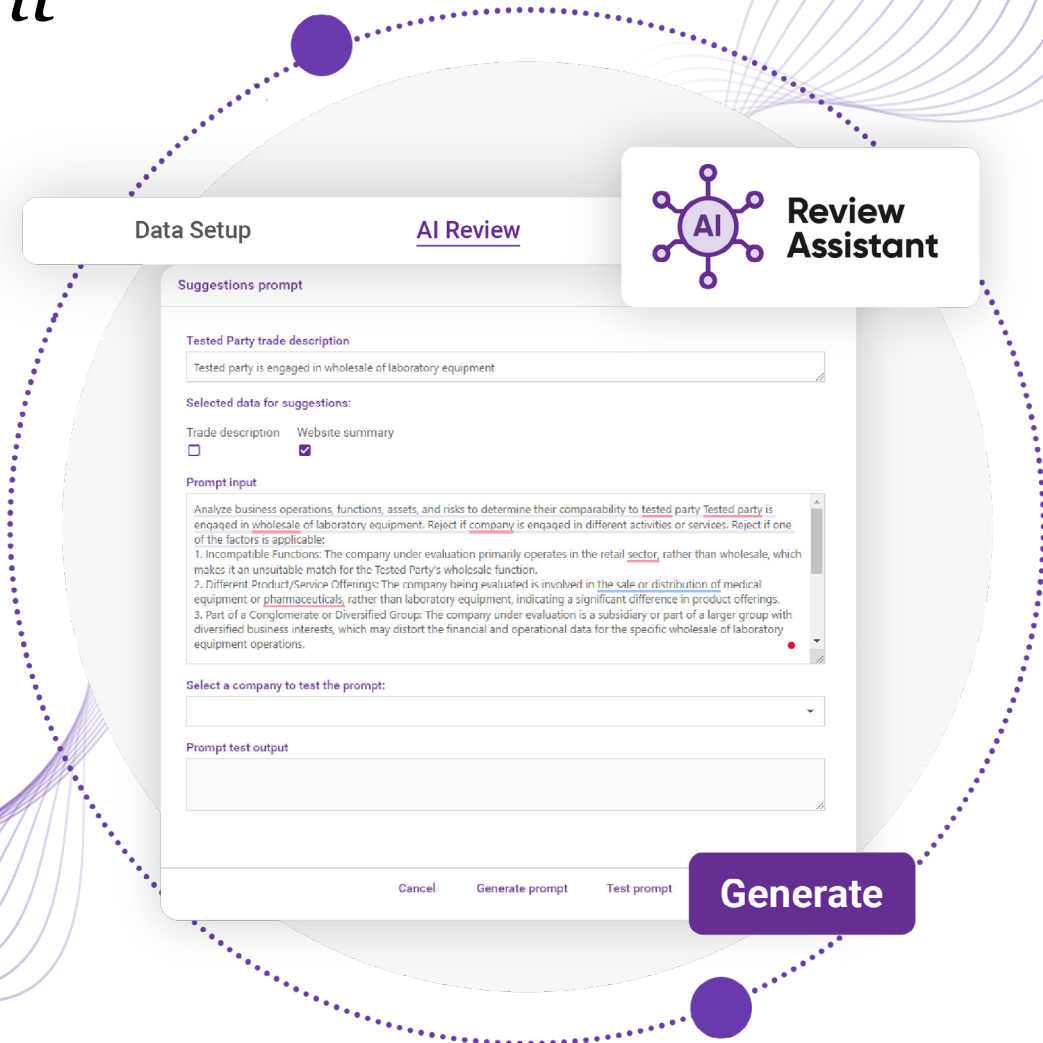 Data Setup
AI Review
AI
Review
Assistant
Suggestions prompt
Tested Party trade description
Tested party is engaged in wholesale of laboratory equipment
Selected data for suggestions:
Trade description Website summary
Prompt input
Analyze business operations, functions, assets, and risks to determine their comparability to tested party Tested party is
engaged in wholesale of laboratory equipment. Reject if company is engaged in different activities or services. Reject if one
of the factors is applicable:
1. Incompatible Functions: The company under evaluation primarily operates in the retail sector, rather than wholesale, which
makes it an unsuitable match for the Tested Party's wholesale function.
2. Different Product/Service Offerings: The company being evaluated is involved in the sale or distribution of medical
equipment or pharmaceuticals, rather than laboratory equipment, indicating a significant difference in product offerings.
3. Part of a Conglomerate or Diversified Group: The company under evaluation is a subsidiary or part of a larger group with
diversified business interests, which may distort the financial and operational data for the specific wholesale of laboratory
equipment operations.
Select a company to test the prompt:
Prompt test output
Cancel Generate prompt Test prompt
Generate